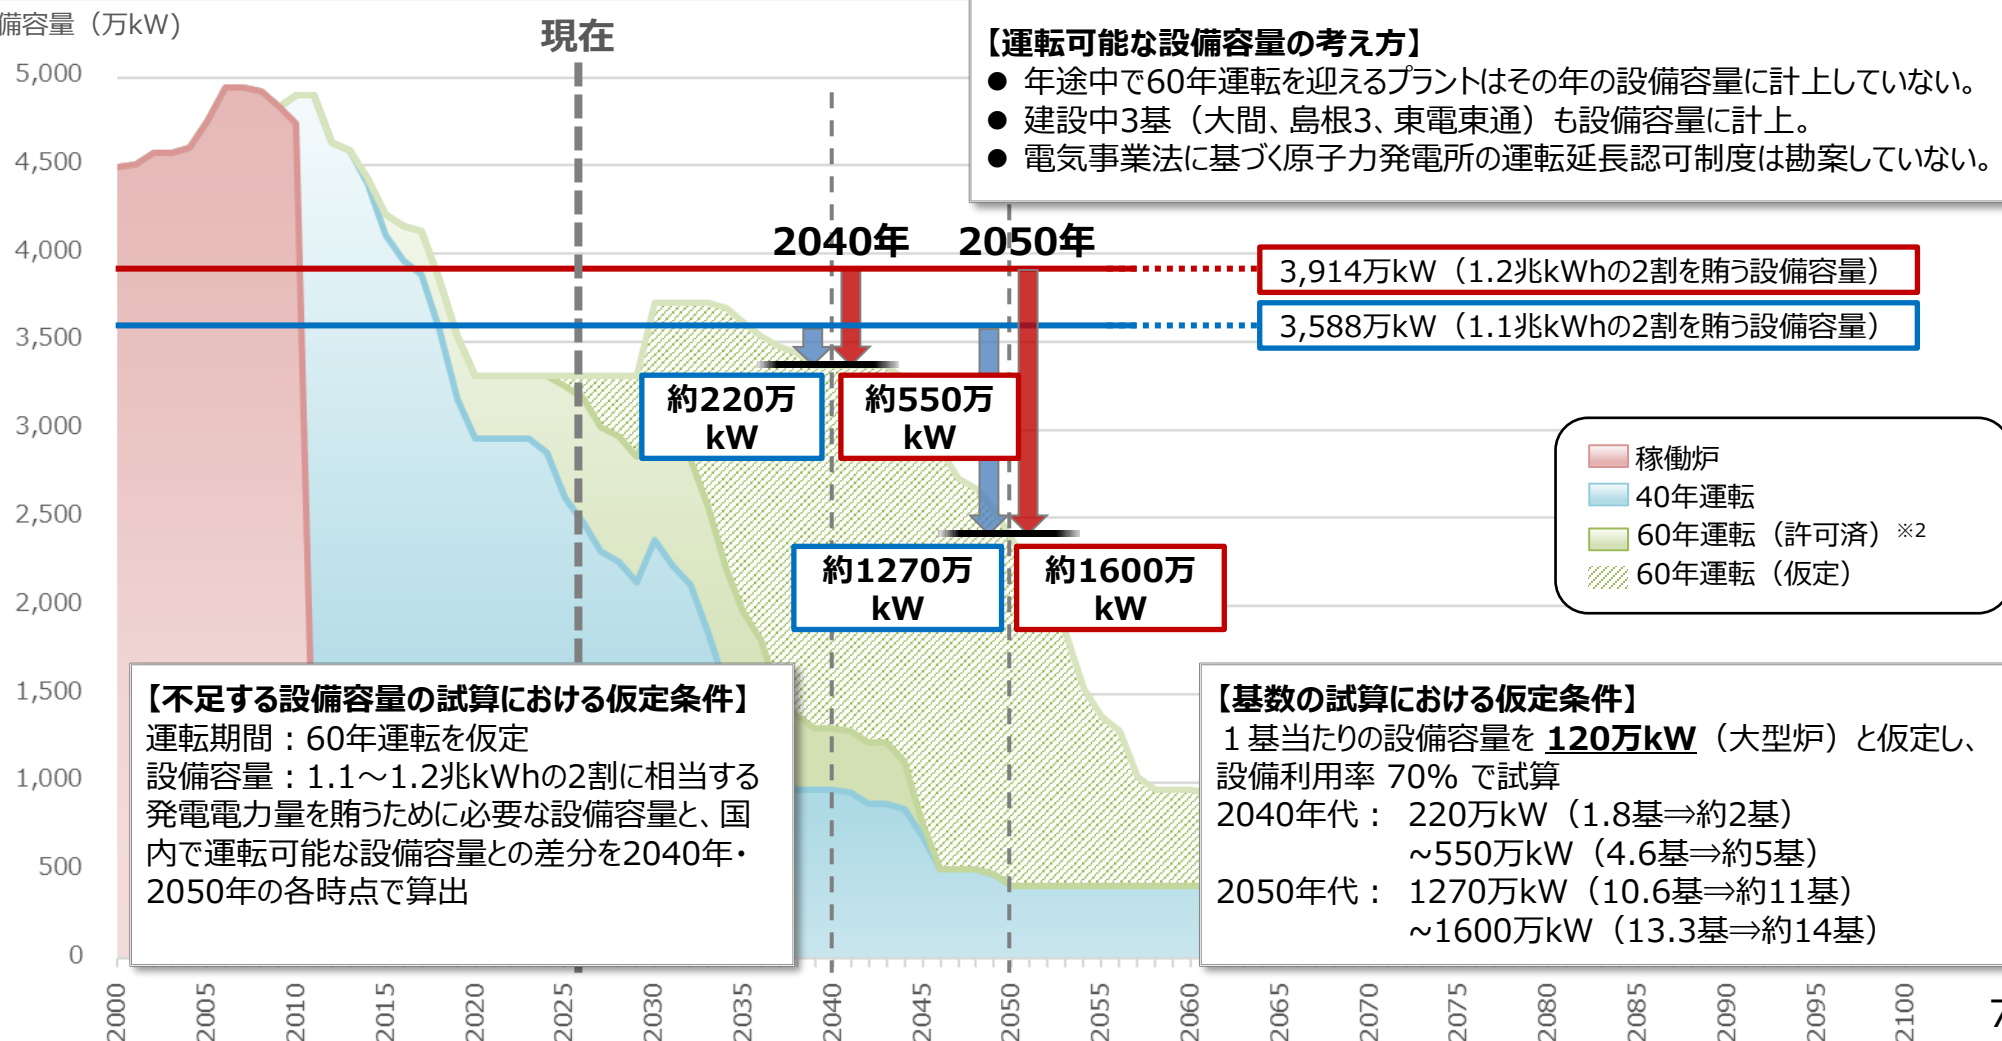 備容量（万kW)
現在
【運転可能な設備容量の考え方】
● 年途中で60年運転を迎えるプラントはその年の設備容量に計上していない。
● 建設中3基（大間、島根3、東電東通）も設備容量に計上。
● 電気事業法に基づく原子力発電所の運転延長認可制度は勘案していない。
5,000
4,500
4,000
3,500
3,000
2,500
2,000
1,500
1,000
500
0
2040年
2050年
3,914万kW（1.2兆kWhの2割を賄う設備容量）
3,588万kW（1.1兆kWhの2割を賄う設備容量）
約220万
kW
約550万
kW
約1270万
kW
約1600万
kW
稼働炉
40年運転
60年運転（許可済）※2
60年運転（仮定）
【不足する設備容量の試算における仮定条件】
運転期間：60年運転を仮定
設備容量：1.1～1.2兆kWhの2割に相当する
発電電力量を賄うために必要な設備容量と、国
内で運転可能な設備容量との差分を2040年・
2050年の各時点で算出
【基数の試算における仮定条件】
１基当たりの設備容量を 120万kW（大型炉）と仮定し、
設備利用率 70% で試算
2040年代： 220万kW（1.8基⇒約2基）
~550万kW（4.6基⇒約5基）
2050年代： 1270万kW（10.6基⇒約11基）
~1600万kW（13.3基⇒約14基）
2000
2005
2010
2015
2020
2025
2030
2035
2040
2045
2050
2055
2060
2065
2070
2075
2080
2085
2090
2095
2100
7